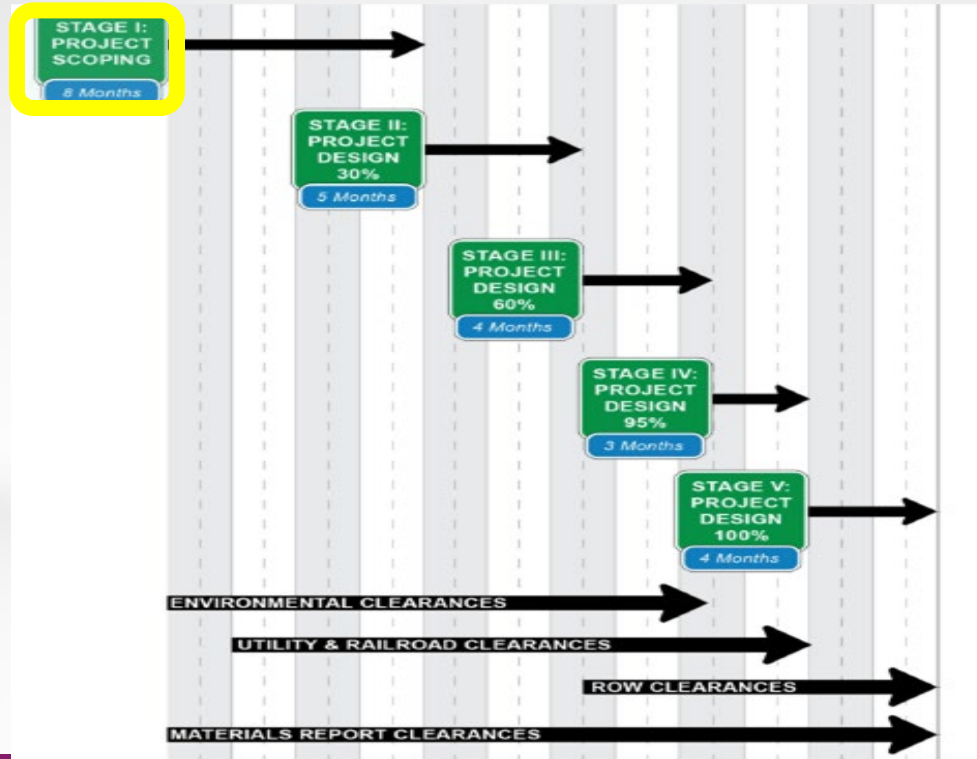 STAGE I:
PROJECT
SCOPING
8 Months
STAGE II:
PROJECT
DESIGN
30%
5 Months
STAGE III:
PROJECT
DESIGN
60%
4 Months
STAGE IV:
PROJECT
DESIGN
95%
3 Months
STAGE V:
PROJECT
DESIGN
100%
4 Months
ENVIRONMENTAL CLEARANCES
UTILITY & RAILROAD CLEARANCES
ROW CLEARANCES
MATERIALS REPORT CLEARANCES